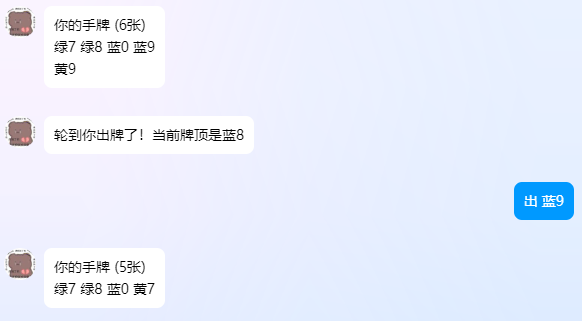 你的手牌 (6张)
绿7 绿8 蓝0 蓝9
黄9
轮到你出牌了！当前牌顶是蓝8
出 蓝9
你的手牌 (5张)
绿7 绿8 蓝0 黄7